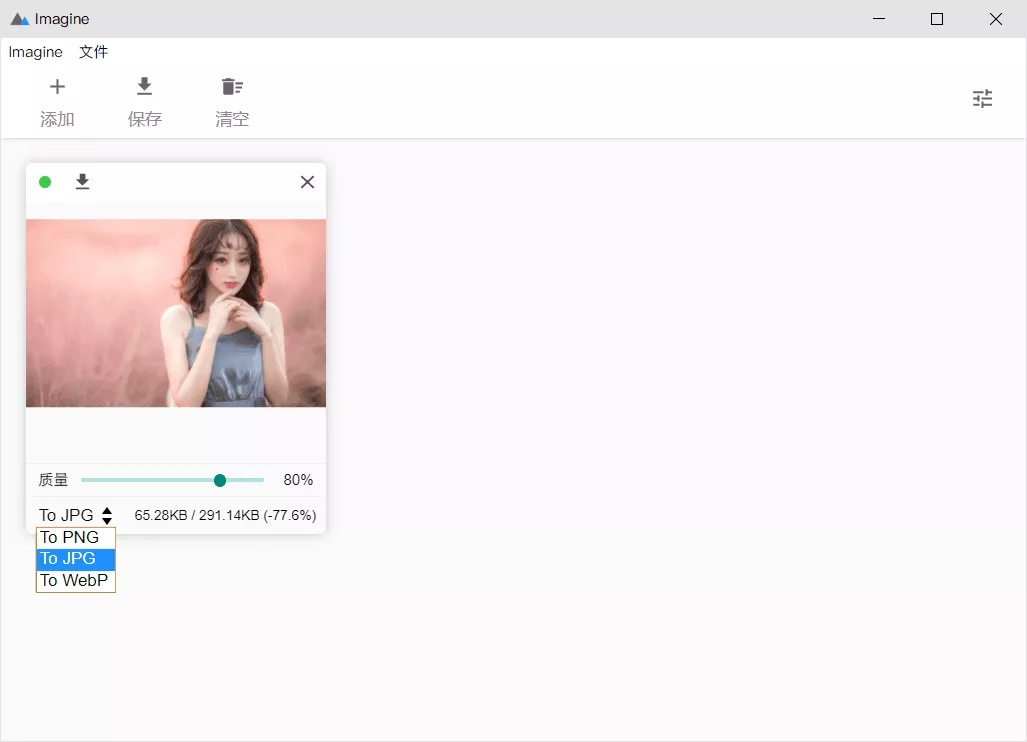 Imagine
Imagine 文件
添加 保存 清空
质量 80%
To JPG 65.28KB / 291.14KB (-77.6%)
To PNG
To JPG
To WebP